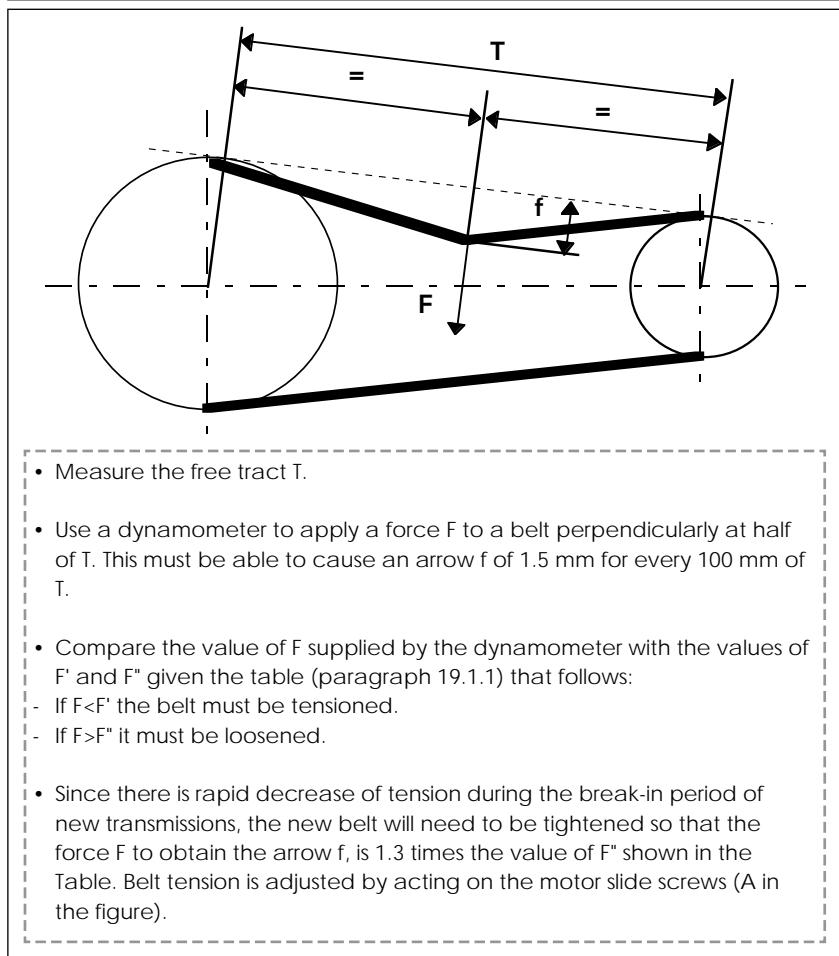 T
=
=
f
F
• Measure the free tract T.
• Use a dynamometer to apply a force F to a belt perpendicularly at half
of T. This must be able to cause an arrow f of 1.5 mm for every 100 mm of
T.
• Compare the value of F supplied by the dynamometer with the values of
F' and F" given the table (paragraph 19.1.1) that follows:
- If F<F' the belt must be tensioned.
- If F>F" it must be loosened.
• Since there is rapid decrease of tension during the break-in period of
new transmissions, the new belt will need to be tightened so that the
force F to obtain the arrow f, is 1.3 times the value of F" shown in the
Table. Belt tension is adjusted by acting on the motor slide screws (A in
the figure).